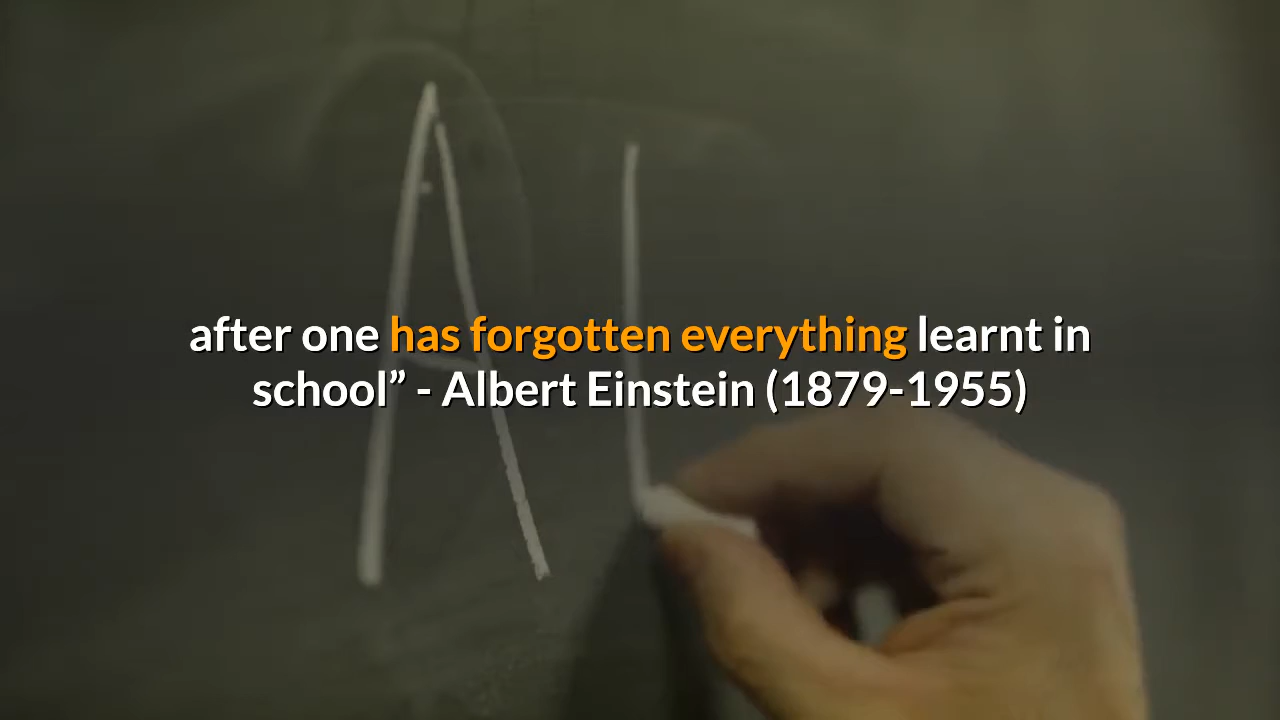 A L
after one has forgotten everything learnt in
school” - Albert Einstein (1879-1955)